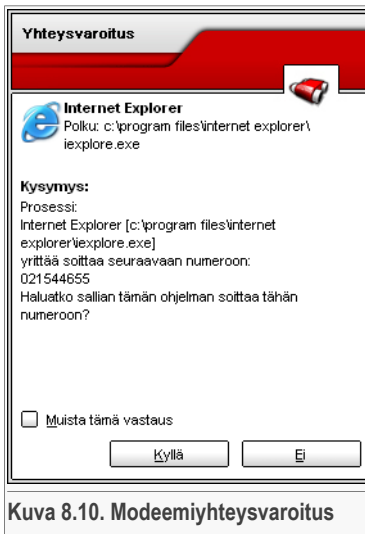 Yhteysvaroitus
Internet Explorer
Polku: c:\program files\internet explorer\
iexplore.exe
Kysymys:
Prosessi:
Internet Explorer [c:\program files\internet
explorer\iexplore.exe]
yrittää soittaa seuraavaan numeroon:
021544655
Haluatko sallian tämän ohjelman soittaa tähän
numeroon?
Muista tämä vastaus
Kyllä Ei
Kuva 8.10. Modeemiyhteysvaroitus